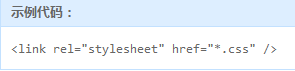 示例代码：
<link rel="stylesheet" href="*.css" />